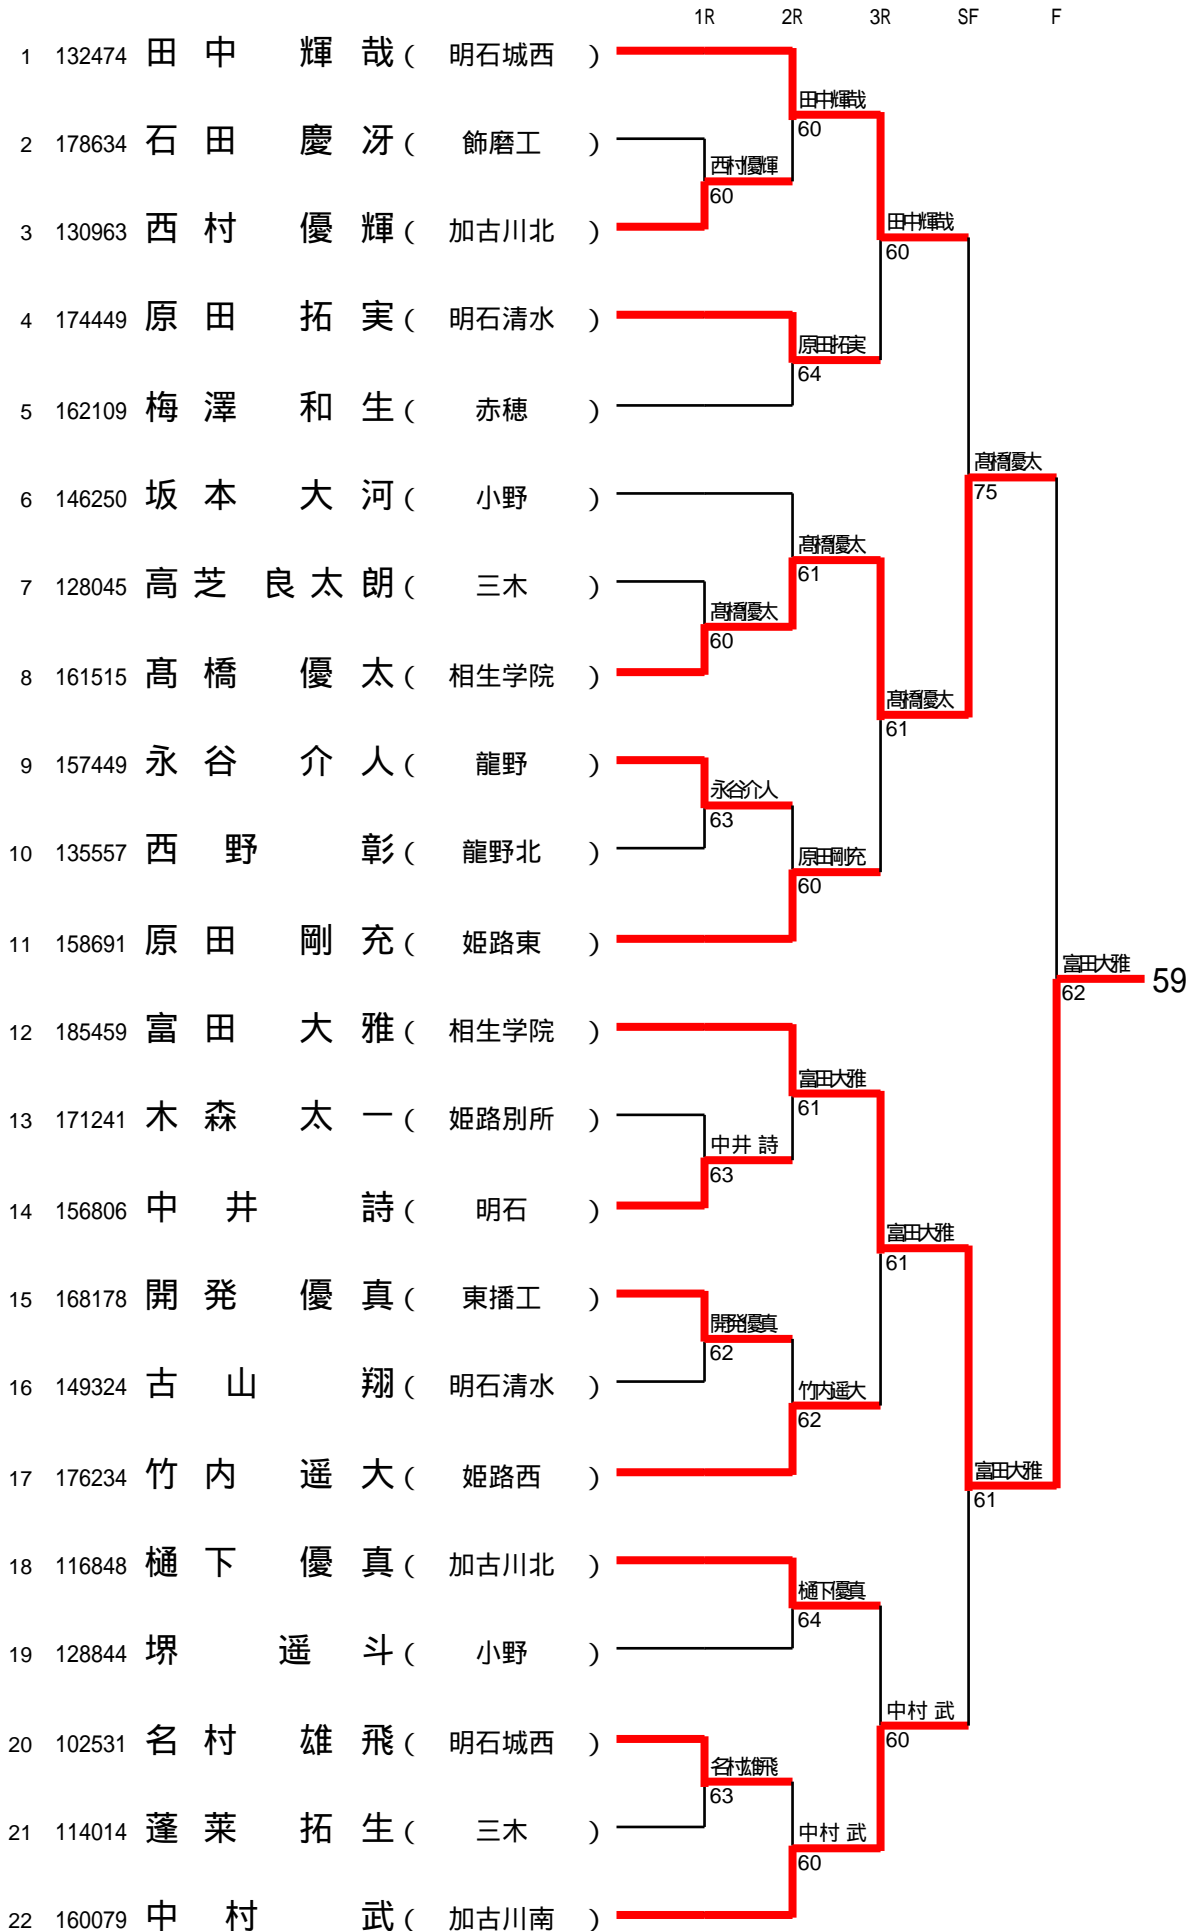 1R 2R 3R SF F
1 132474 田中 輝哉 ( 明石城西 )
田中輝哉
60
2 178634 石田 慶冴 ( 飾磨工 )
西村優輝
60
3 130963 西村 優輝 ( 加古川北 )
田中輝哉
60
4 174449 原田 拓実 ( 明石清水 )
原田拓実
64
5 162109 梅澤 和生 ( 赤穂 )
髙橋優太
75
6 146250 坂本 大河 ( 小野 )
髙橋優太
61
7 128045 高芝 良太朗 ( 三木 )
髙橋優太
60
8 161515 髙橋 優太 ( 相生学院 )
髙橋優太
61
9 157449 永谷 介人 ( 龍野 )
永谷介人
63
10 135557 西野 彰 ( 龍野北 )
原田剛充
60
11 158691 原田 剛充 ( 姫路東 )
富田大雅
62
59
12 185459 富田 大雅 ( 相生学院 )
富田大雅
61
13 171241 木森 太一 ( 姫路別所 )
中井 詩
63
14 156806 中井 詩 ( 明石 )
富田大雅
61
15 168178 開発 優真 ( 東播工 )
開発優真
62
16 149324 古山 翔 ( 明石清水 )
竹内遥大
62
17 176234 竹内 遥大 ( 姫路西 )
富田大雅
61
18 116848 樋下 優真 ( 加古川北 )
樋下優真
64
19 128844 堺 遥斗 ( 小野 )
中村 武
60
20 102531 名村 雄飛 ( 明石城西 )
名村雄飛
63
21 114014 蓬莱 拓生 ( 三木 )
中村 武
60
22 160079 中村 武 ( 加古川南 )